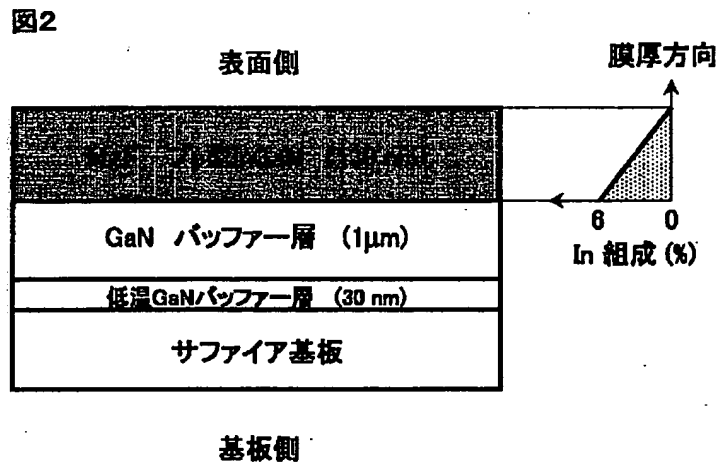 図2
表面側
膜厚方向
GaN バッファー層 (1μm)
6 0
In 組成 (%)
低温GaNバッファー層 (30 nm)
サファイア基板
基板側